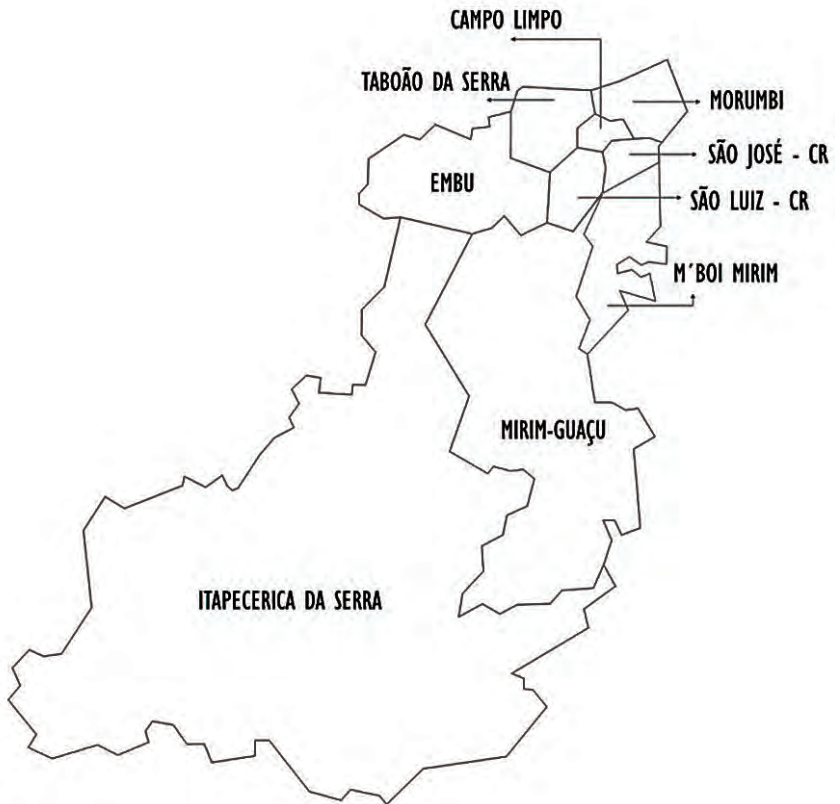 CAMPO LIMPO
TABOÃO DA SERRA
MORUMBI
SÃO JOSÉ - CR
EMBU
SÃO LUIZ - CR
M´BOI MIRIM
MIRIM-GUAÇU
ITAPECERICA DA SERRA